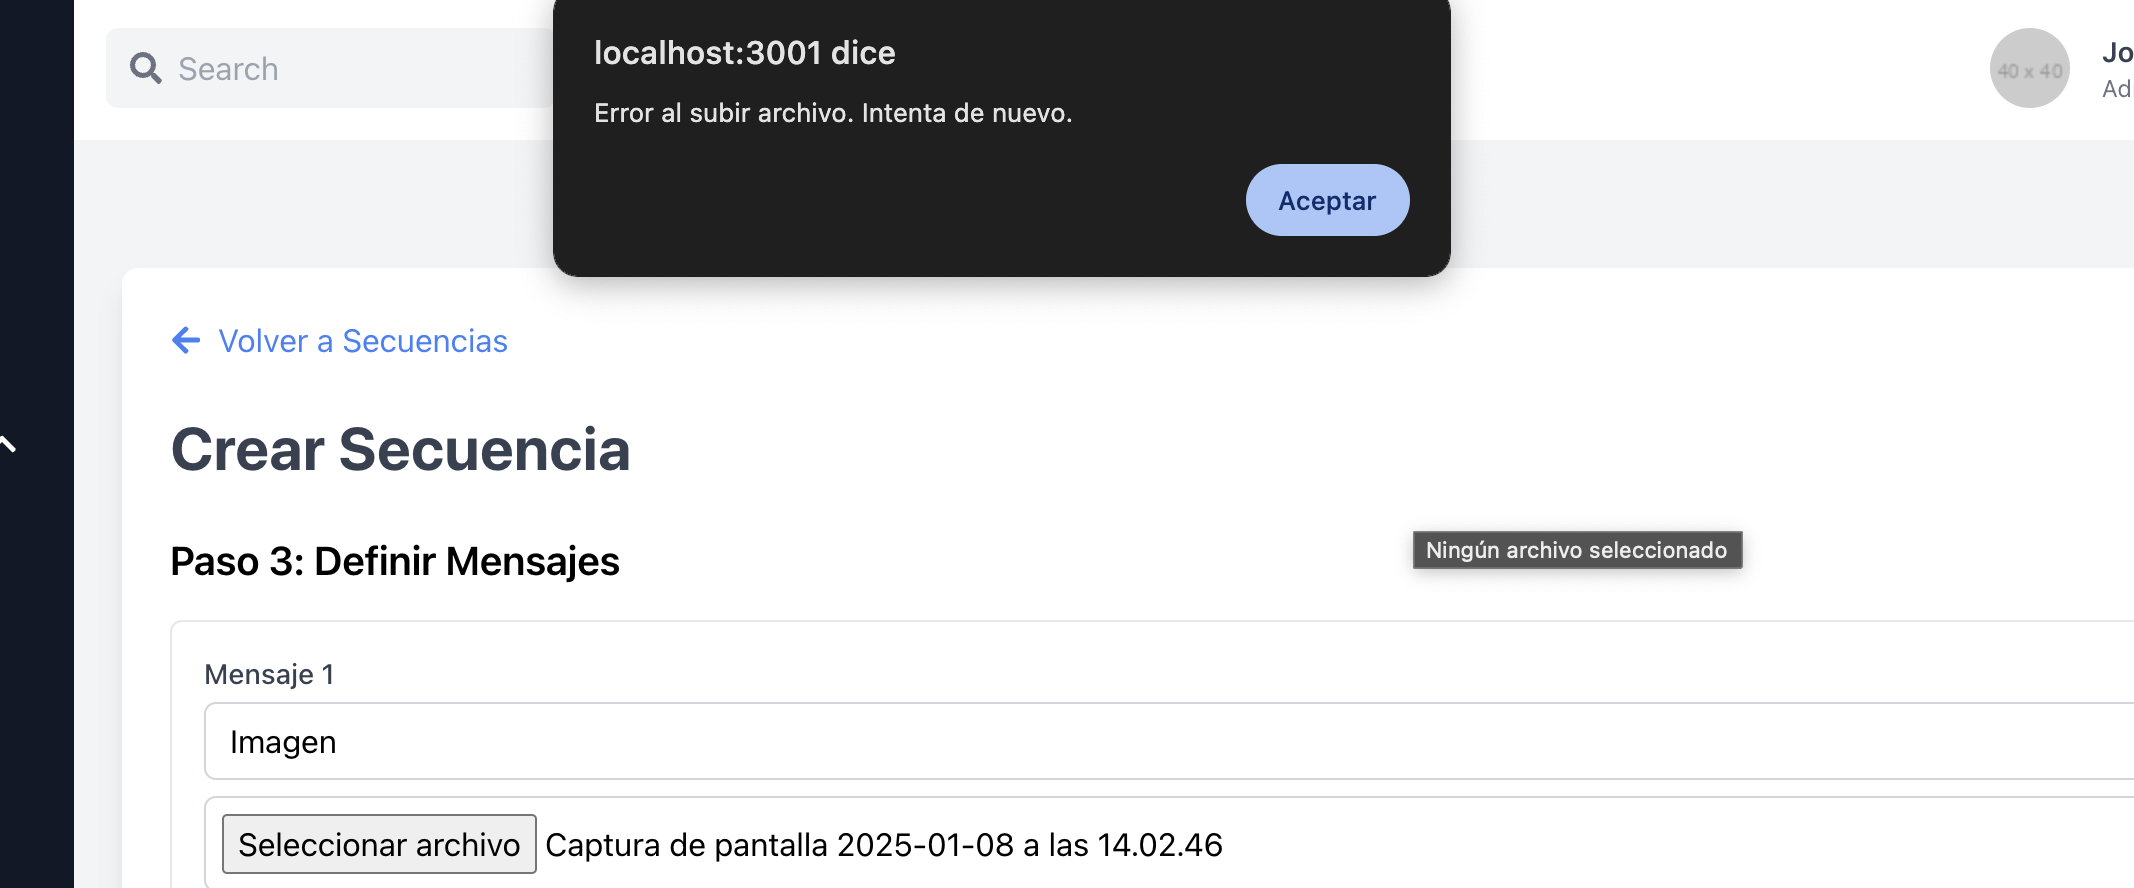 localhost:3001 dice
Error al subir archivo. Intenta de nuevo.
Aceptar
Search
40 x 40
Jo
Ad
Volver a Secuencias
Crear Secuencia
Paso 3: Definir Mensajes
Ningún archivo seleccionado
Mensaje 1
Imagen
Seleccionar archivo Captura de pantalla 2025-01-08 a las 14.02.46